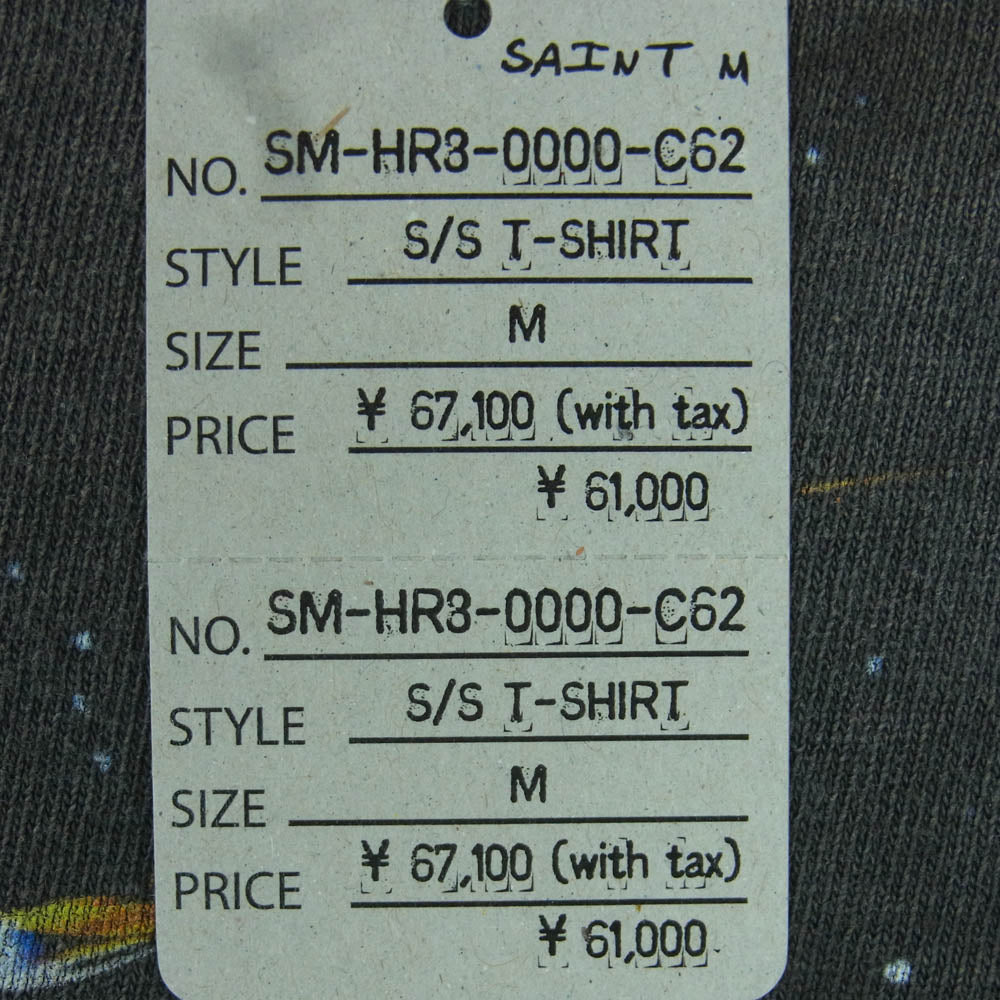 SAINT M
NO. SM-HR3-0000-C62
STYLE S/S T-SHIRT
SIZE M
PRICE ¥ 67,100 (with tax)
¥ 61,000
NO. SM-HR3-0000-C62
STYLE S/S T-SHIRT
SIZE M
PRICE ¥ 67,100 (with tax)
¥ 61,000